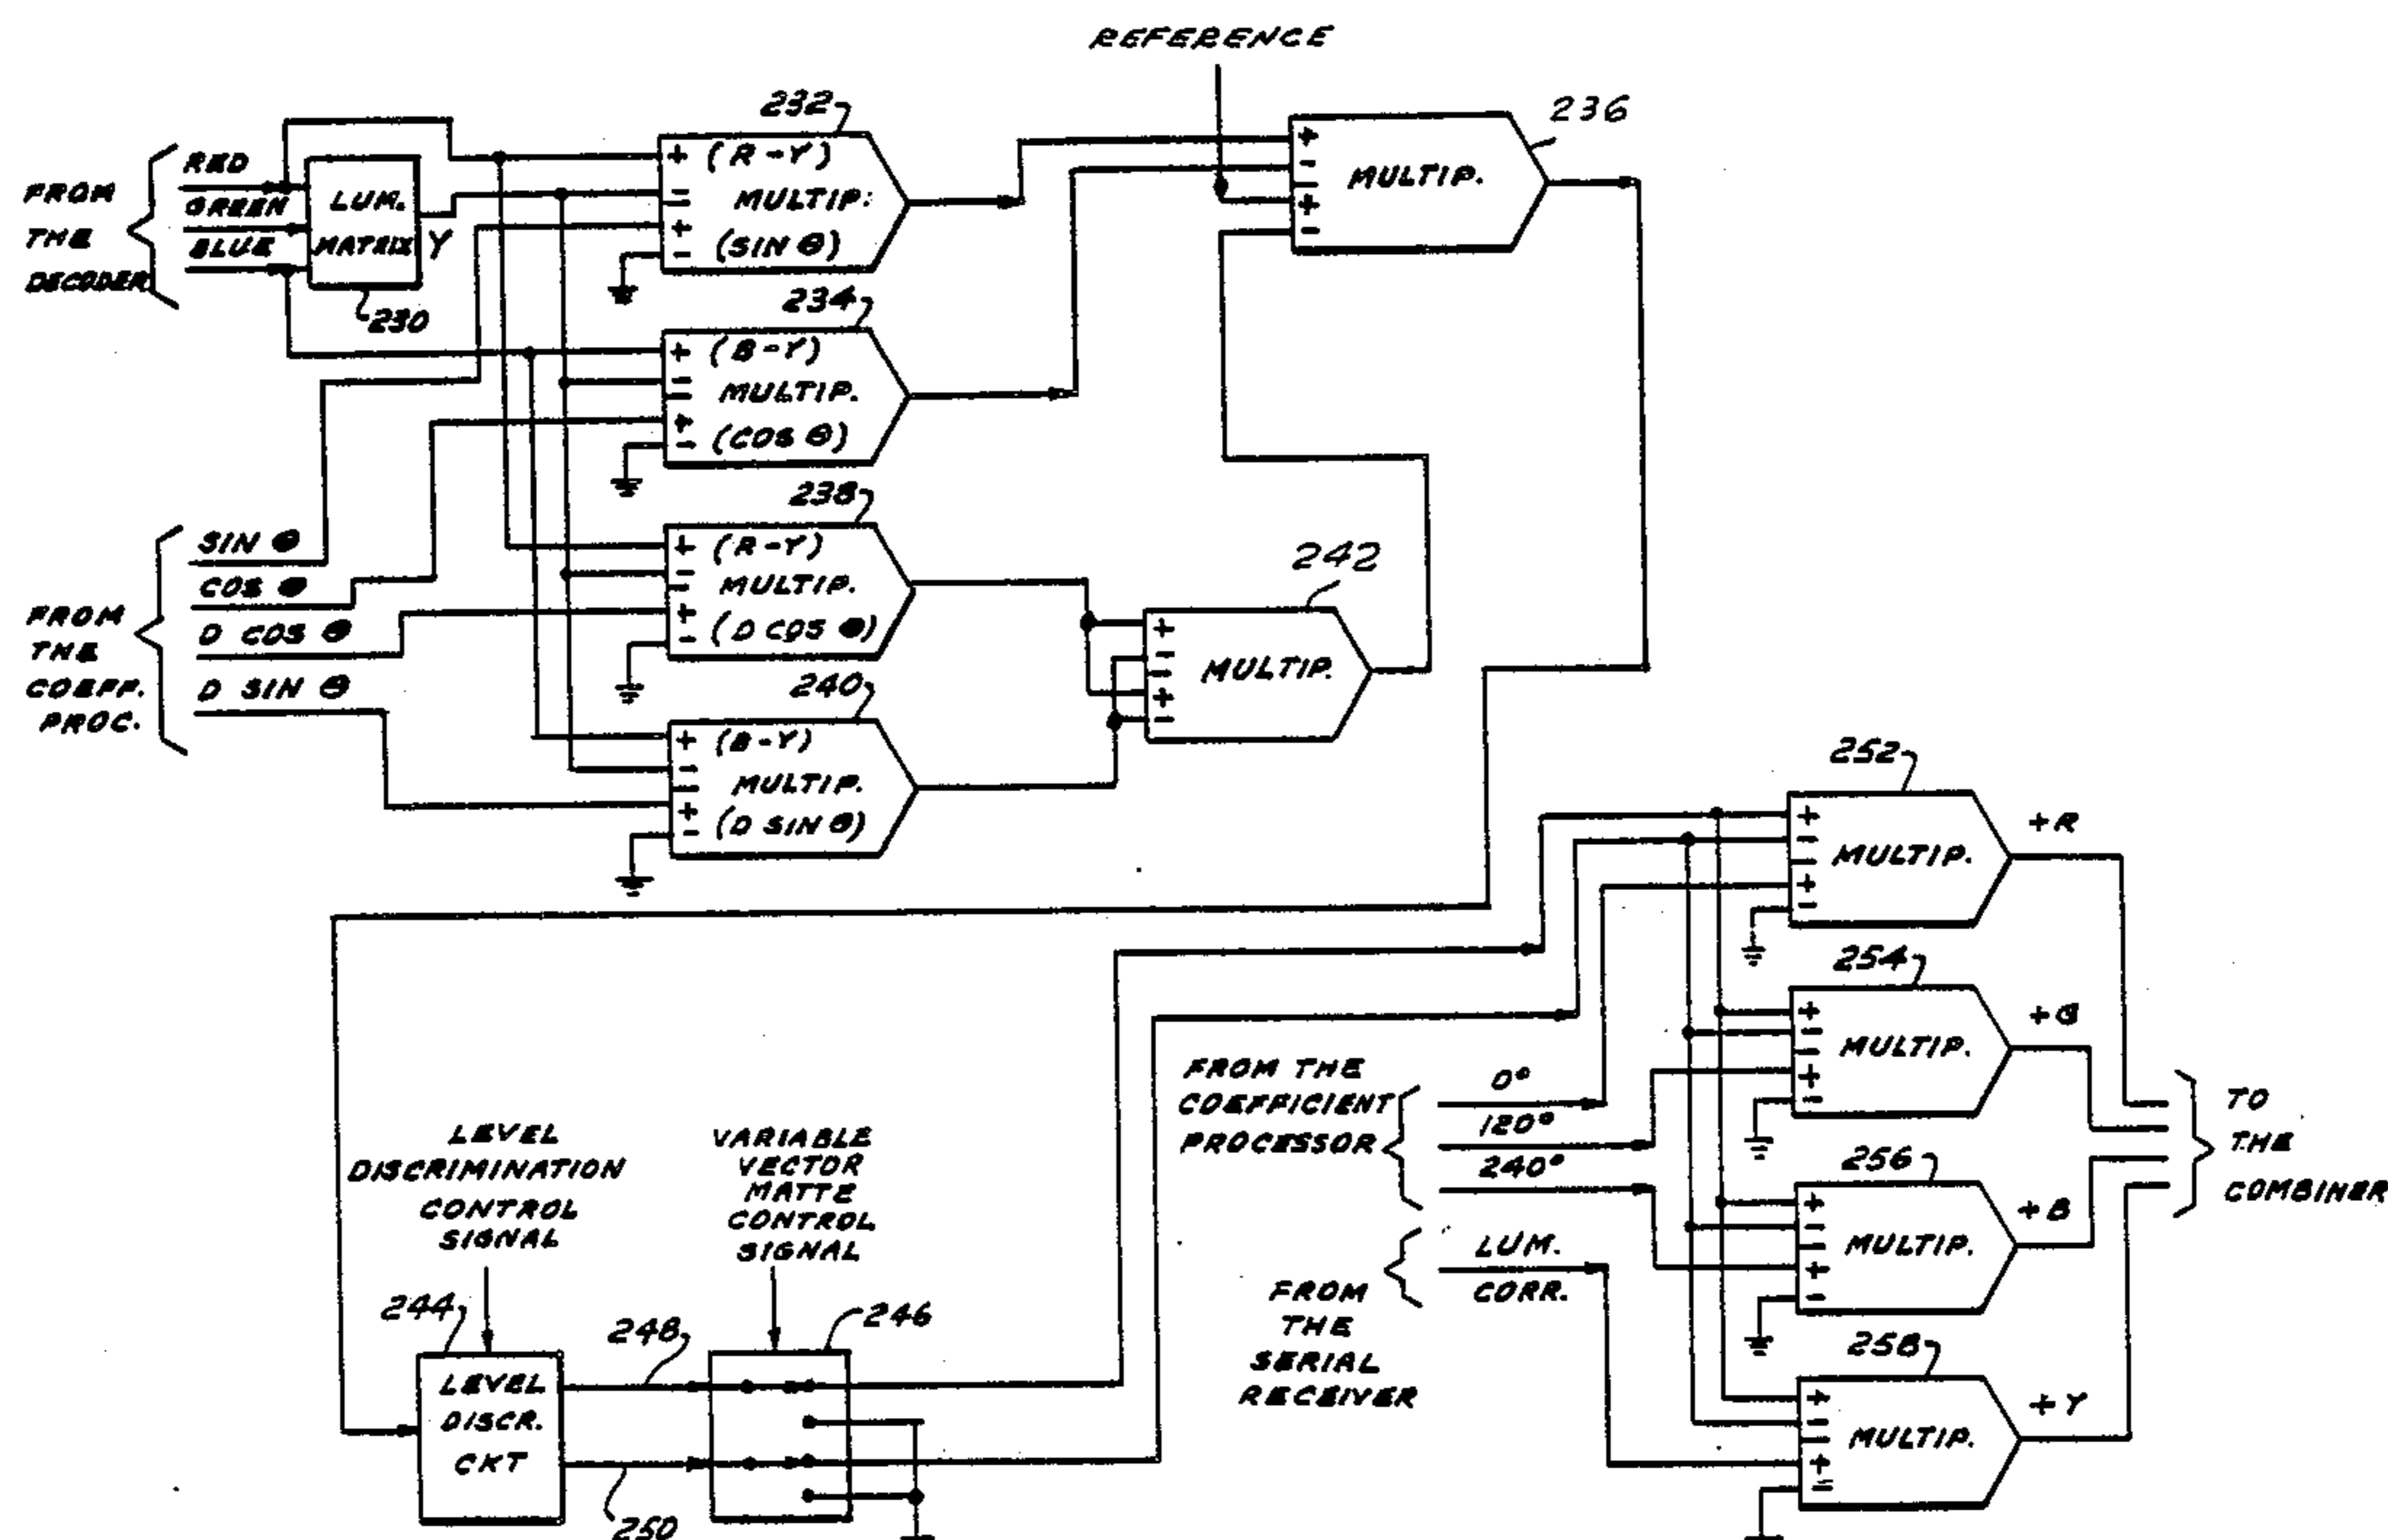 REFERENCE
232
236
FROM THE DECODER
RED
GREEN
BLUE
LUM. MATRIX
Y
230
+ (R-Y)
-
MULTIP.
+
- (SIN θ)
+
-
MULTIP.
+
-
234
+ (B-Y)
-
MULTIP.
+
- (COS θ)
238
+ (R-Y)
-
MULTIP.
+
- (D COS θ)
FROM THE COEFF. PROC.
SIN θ
COS θ
D COS θ
D SIN θ
242
+
-
MULTIP.
+
-
240
+ (B-Y)
-
MULTIP.
+
- (D SIN θ)
252
+
-
MULTIP.
+
-
+R
254
+
-
MULTIP.
+
-
+G
256
+
-
MULTIP.
+
-
+B
258
+
-
MULTIP.
+
-
+Y
FROM THE
COEFFICIENT
PROCESSOR
0°
120°
240°
LUM.
CORR.
FROM
THE
SERIAL
RECEIVER
TO
THE
COMBINER
LEVEL
DISCRIMINATION
CONTROL
SIGNAL
VARIABLE
VECTOR
MATTE
CONTROL
SIGNAL
244
248
246
LEVEL
DISCR.
CKT
250